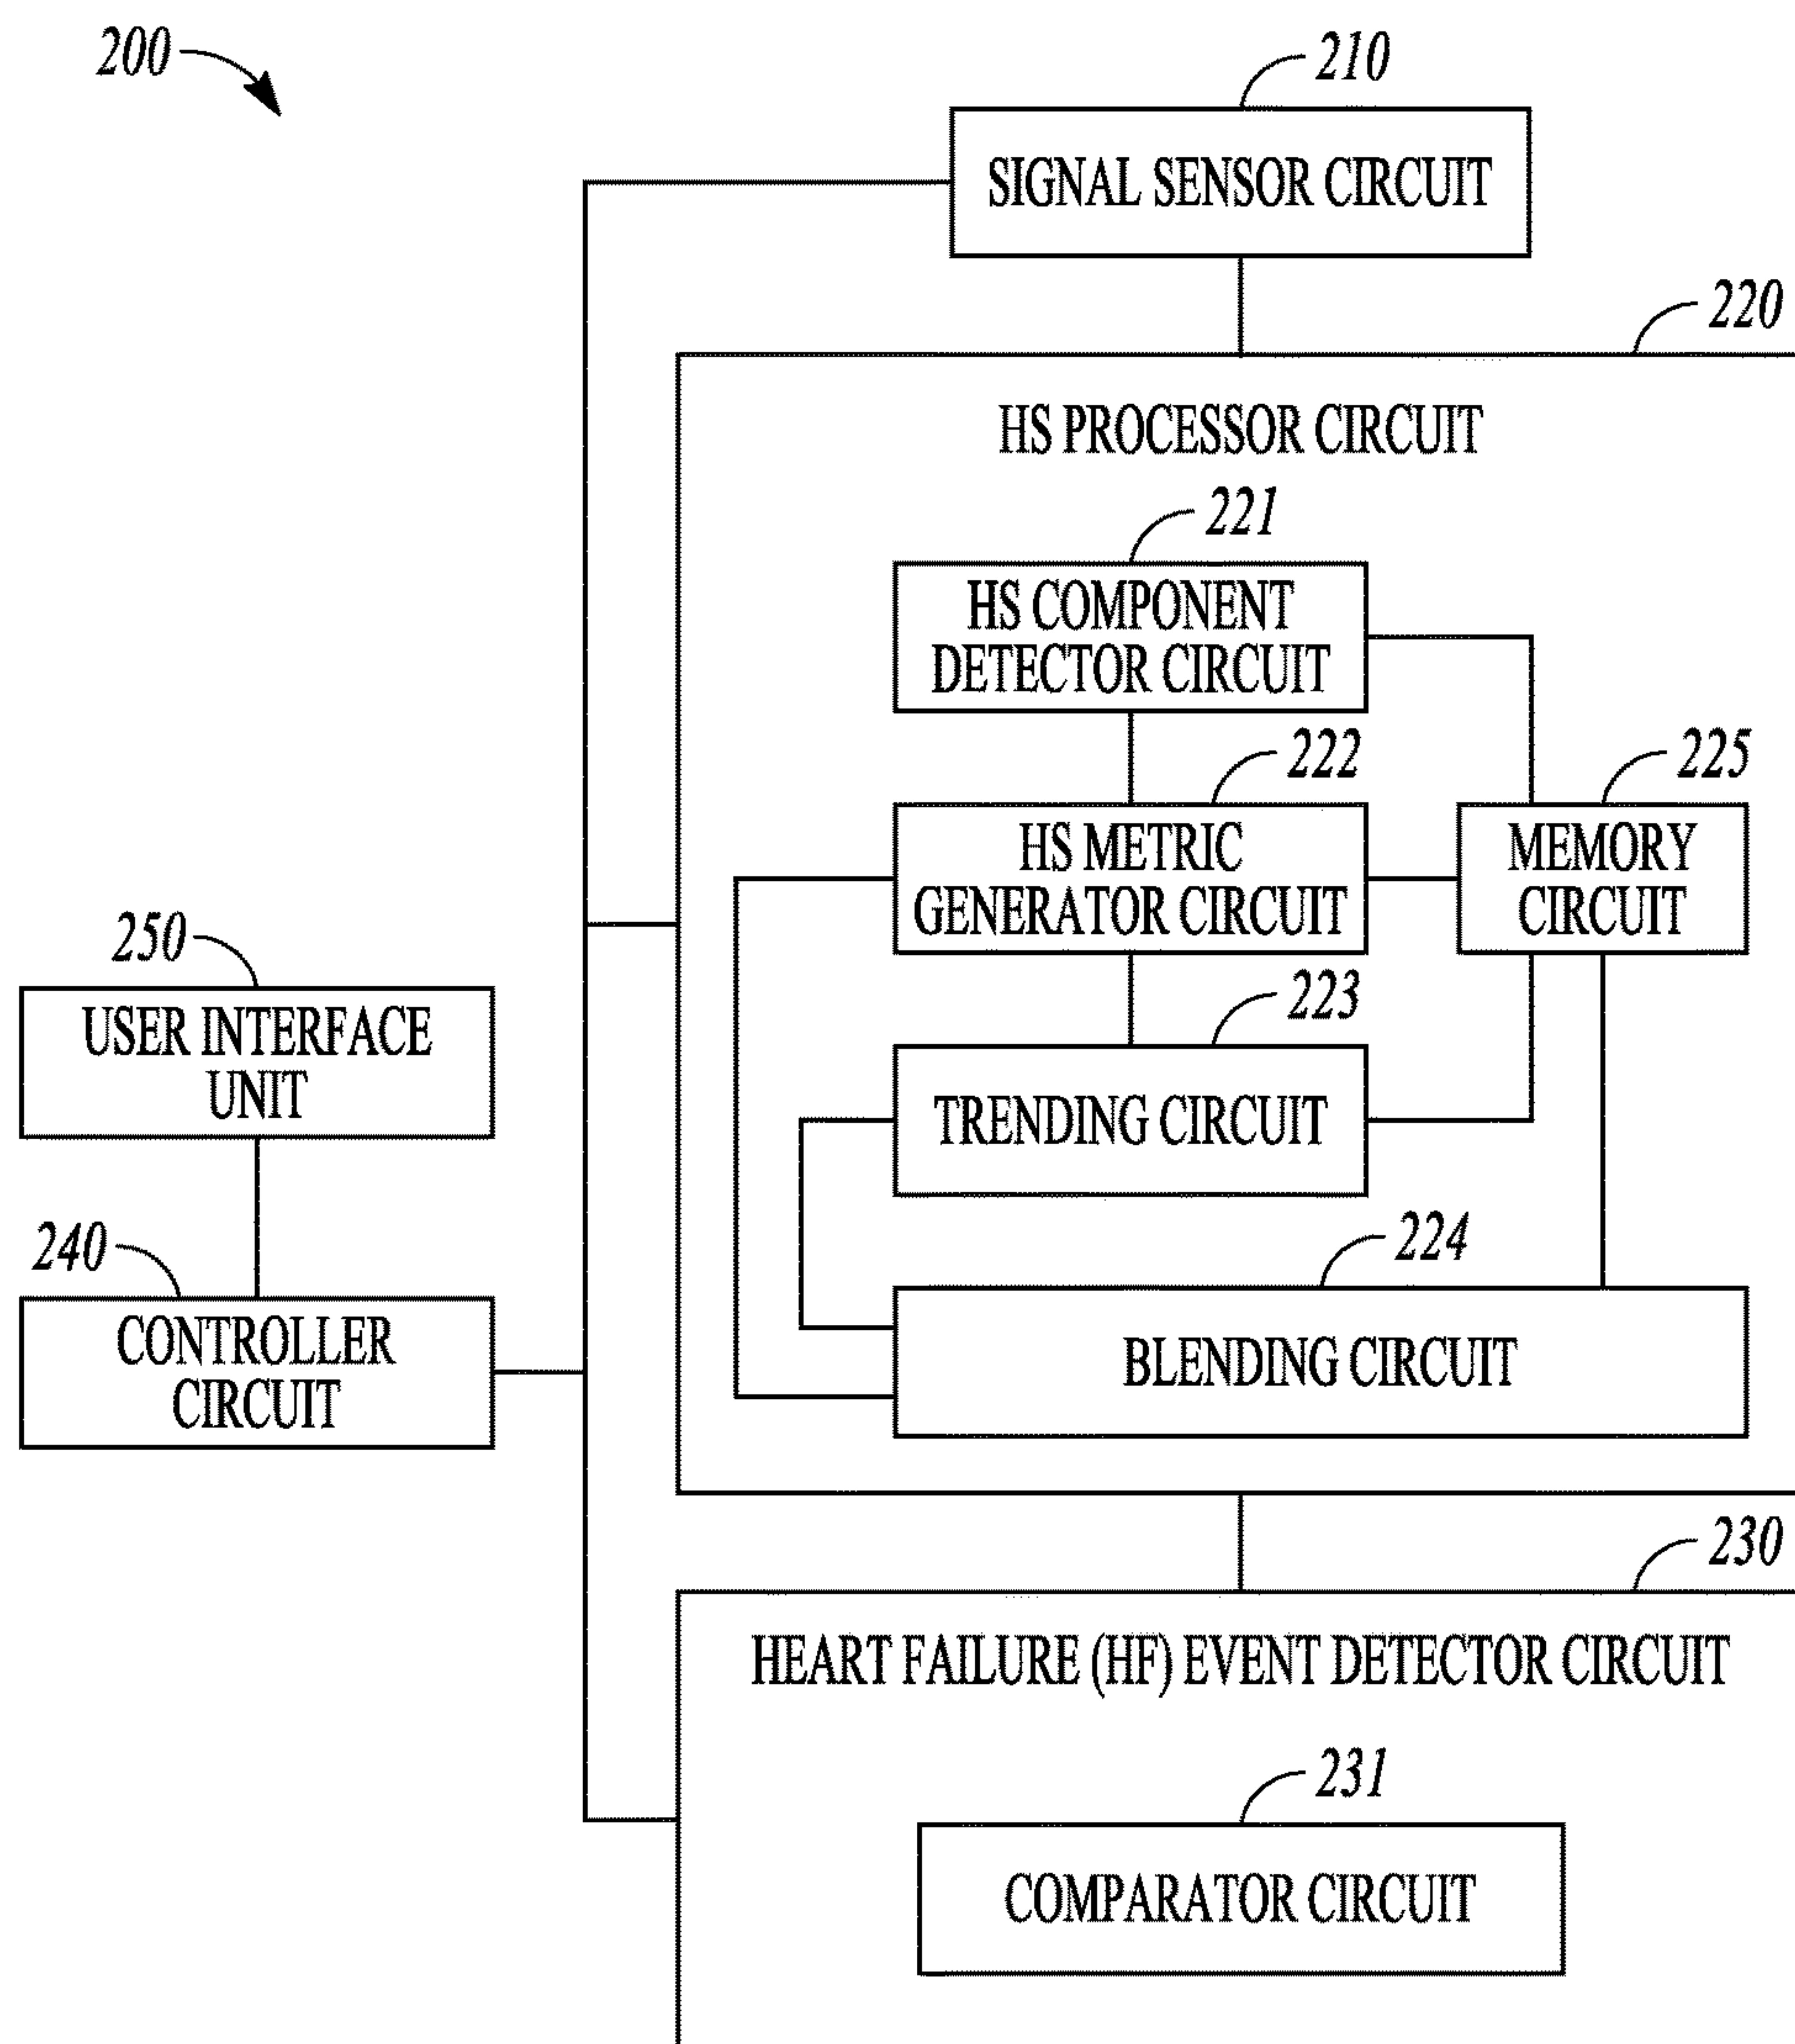 200
210
SIGNAL SENSOR CIRCUIT
220
HS PROCESSOR CIRCUIT
221
HS COMPONENT
DETECTOR CIRCUIT
222
225
HS METRIC
GENERATOR CIRCUIT
MEMORY
CIRCUIT
250
USER INTERFACE
UNIT
223
TRENDING CIRCUIT
240
CONTROLLER
CIRCUIT
224
BLENDING CIRCUIT
230
HEART FAILURE (HF) EVENT DETECTOR CIRCUIT
231
COMPARATOR CIRCUIT